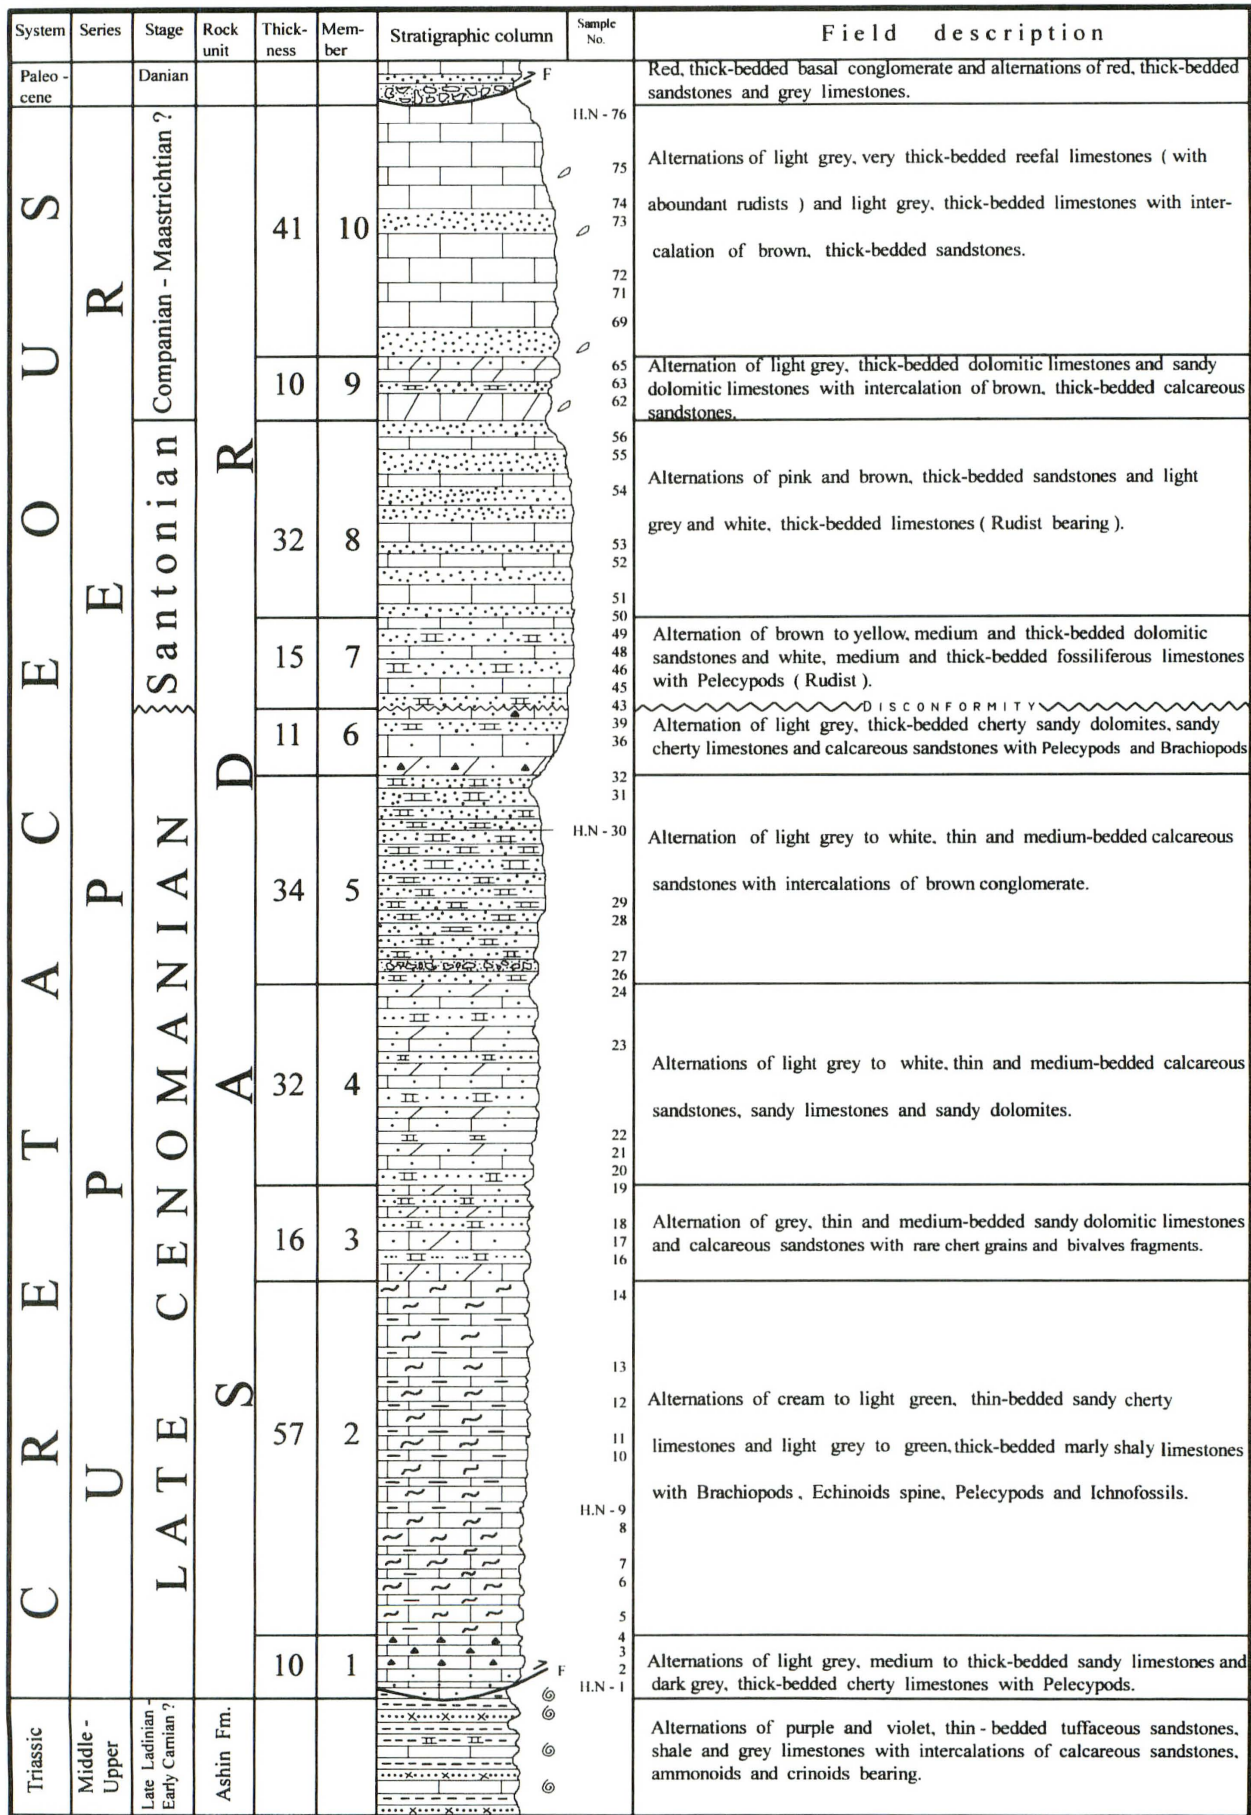 System Series Stage Rock unit Thick-ness Mem-ber Stratigraphic column Sample No. Field description
Paleo-cene Danian F
Red, thick-bedded basal conglomerate and alternations of red, thick-bedded
sandstones and grey limestones.
CRETACEOUS
UPPER
SARDR
Companian - Maastrichtian ?
41 10
H.N - 76
75
74
73
72
71
69
Alternations of light grey, very thick-bedded reefal limestones ( with
aboundant rudists ) and light grey, thick-bedded limestones with inter-
calation of brown, thick-bedded sandstones.
10 9
65
63
62
Alternation of light grey, thick-bedded dolomitic limestones and sandy
dolomitic limestones with intercalation of brown, thick-bedded calcareous
sandstones.
Santonian
32 8
56
55
54
53
52
51
50
Alternations of pink and brown, thick-bedded sandstones and light
grey and white, thick-bedded limestones ( Rudist bearing ).
15 7
49
48
46
45
43
Alternation of brown to yellow, medium and thick-bedded dolomitic
sandstones and white, medium and thick-bedded fossiliferous limestones
with Pelecypods ( Rudist ).
DISCONFORMITY
LATE CENOMANIAN
11 6
39
36
Alternation of light grey, thick-bedded cherty sandy dolomites, sandy
cherty limestones and calcareous sandstones with Pelecypods and Brachiopods
34 5
32
31
H.N - 30
29
28
27
26
Alternation of light grey to white, thin and medium-bedded calcareous
sandstones with intercalations of brown conglomerate.
32 4
24
23
22
21
20
Alternations of light grey to white, thin and medium-bedded calcareous
sandstones, sandy limestones and sandy dolomites.
16 3
19
18
17
16
Alternation of grey, thin and medium-bedded sandy dolomitic limestones
and calcareous sandstones with rare chert grains and bivalves fragments.
57 2
14
13
12
11
10
H.N - 9
8
7
6
5
Alternations of cream to light green, thin-bedded sandy cherty
limestones and light grey to green, thick-bedded marly shaly limestones
with Brachiopods, Echinoids spine, Pelecypods and Ichnofossils.
10 1
4
3
2
F
H.N - 1
Alternations of light grey, medium to thick-bedded sandy limestones and
dark grey, thick-bedded cherty limestones with Pelecypods.
Triassic
Middle - Upper
Late Ladinian - Early Carnian ?
Ashin Fm.
Alternations of purple and violet, thin - bedded tuffaceous sandstones,
shale and grey limestones with intercalations of calcareous sandstones,
ammonoids and crinoids bearing.